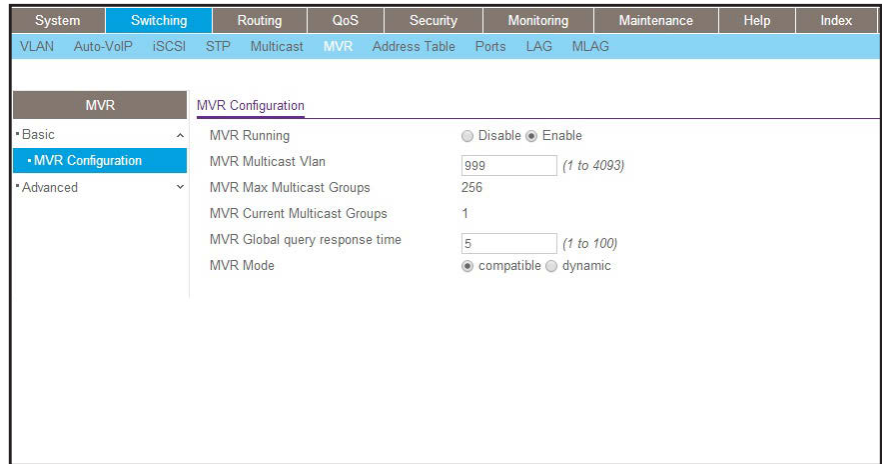 System Switching Routing QoS Security Monitoring Maintenance Help Index
VLAN Auto-VoIP iSCSI STP Multicast MVR Address Table Ports LAG MLAG
MVR
Basic
MVR Configuration
Advanced
MVR Configuration
MVR Running Disable Enable
MVR Multicast Vlan 999 (1 to 4093)
MVR Max Multicast Groups 256
MVR Current Multicast Groups 1
MVR Global query response time 5 (1 to 100)
MVR Mode compatible dynamic